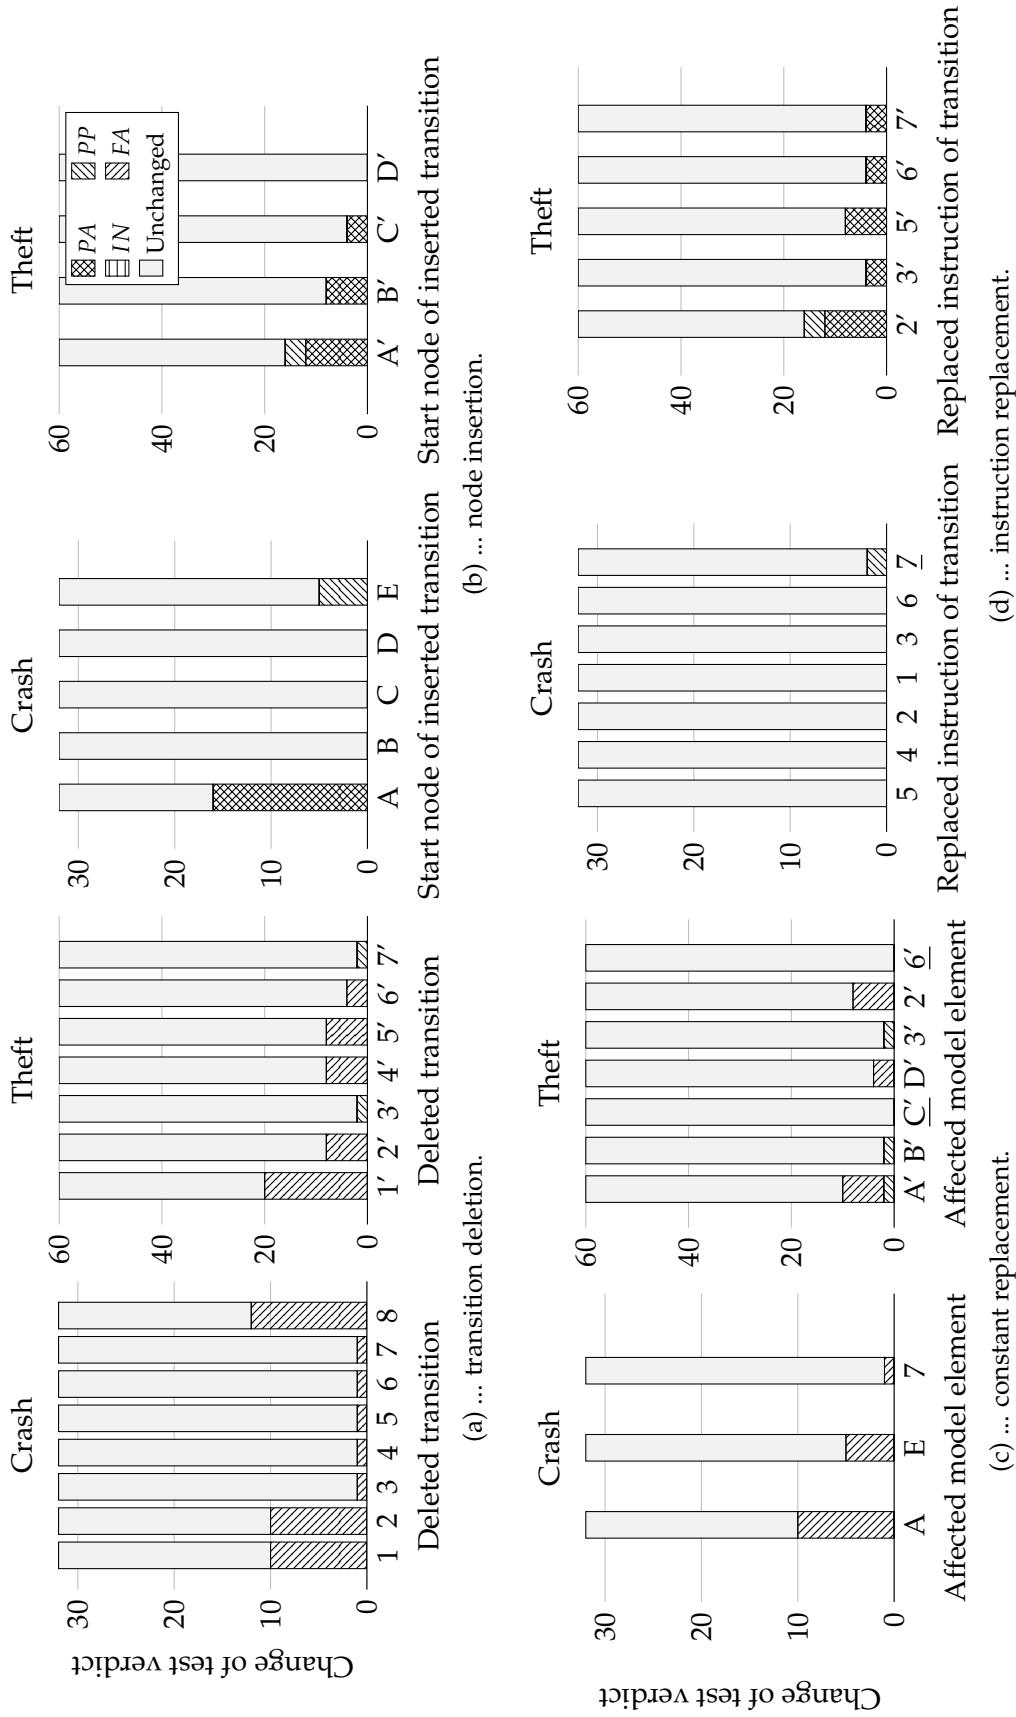 Crash
Change of test verdict
30
20
10
0
1 2 3 4 5 6 7 8
Deleted transition
Theft
60
40
20
0
1′ 2′ 3′ 4′ 5′ 6′ 7′
Deleted transition
(a) ... transition deletion.
Crash
30
20
10
0
A B C D E
Start node of inserted transition
Theft
60
40
20
0
PA PP
IN FA
Unchanged
A′ B′ C′ D′
Start node of inserted transition
(b) ... node insertion.
Crash
Change of test verdict
30
20
10
0
A E 7
Affected model element
Theft
60
40
20
0
A′ B′ C′ D′ 3′ 2′ 6′
Affected model element
(c) ... constant replacement.
Crash
30
20
10
0
5 4 2 1 3 6 7
Replaced instruction of transition
Theft
60
40
20
0
2′ 3′ 5′ 6′ 7′
Replaced instruction of transition
(d) ... instruction replacement.